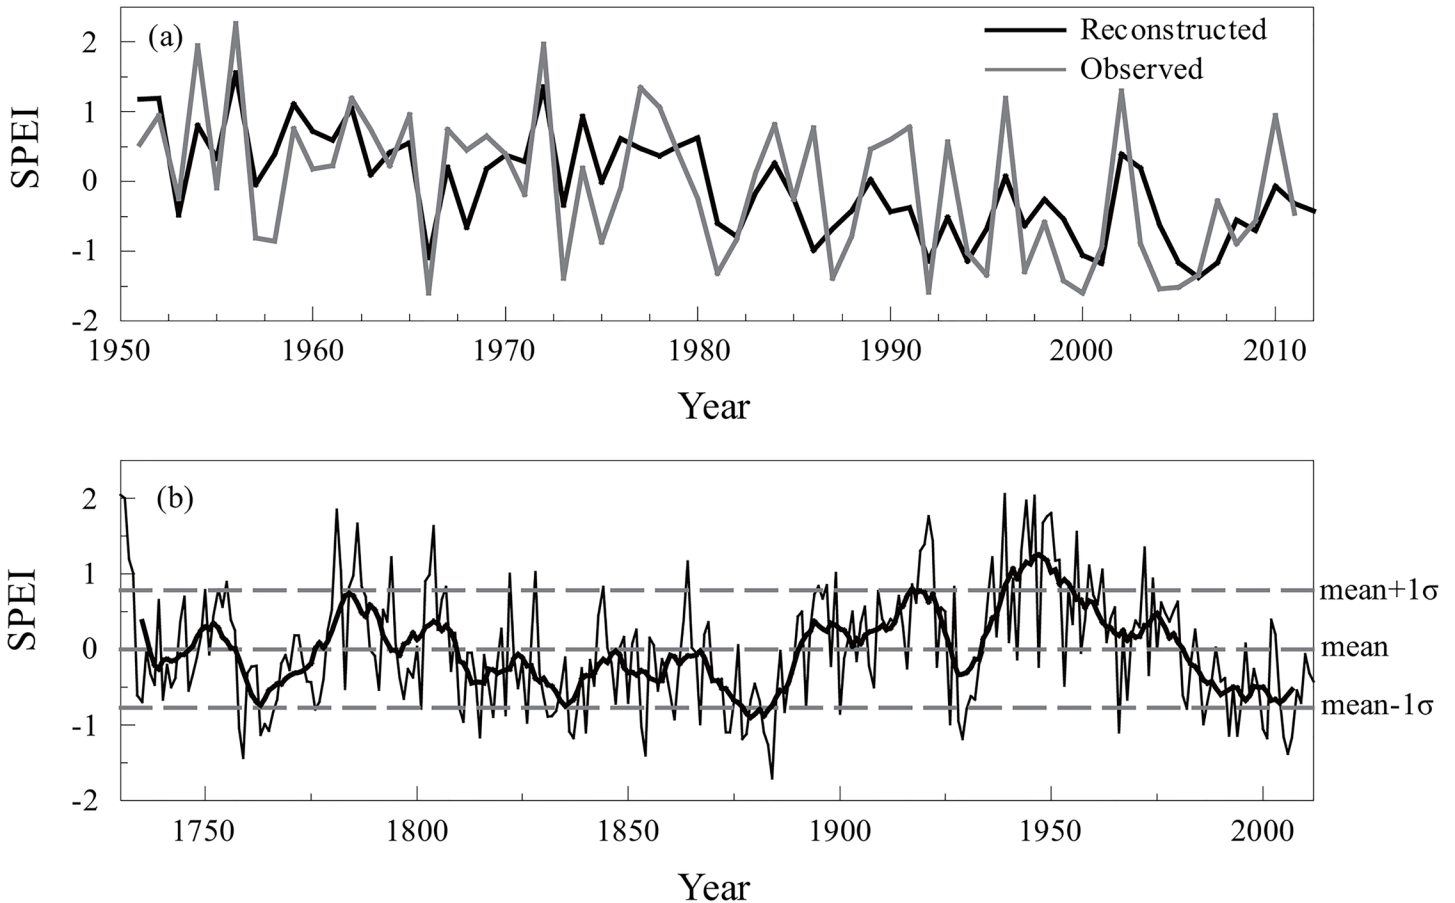 (a)
Reconstructed
Observed
SPEI
2
1
0
-1
-2
1950 1960 1970 1980 1990 2000 2010
Year
(b)
SPEI
2
1
0
-1
-2
mean+1σ
mean
mean-1σ
1750 1800 1850 1900 1950 2000
Year